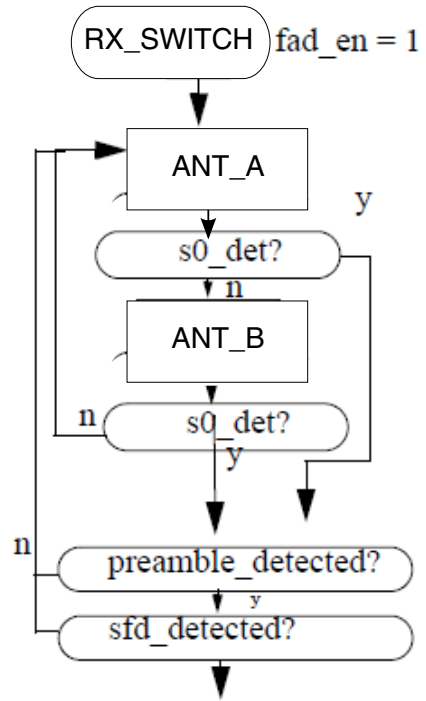 RX_SWITCH fad_en = 1
ANT_A
y
s0_det?
n
ANT_B
n
s0_det?
y
n
preamble_detected?
y
sfd_detected?